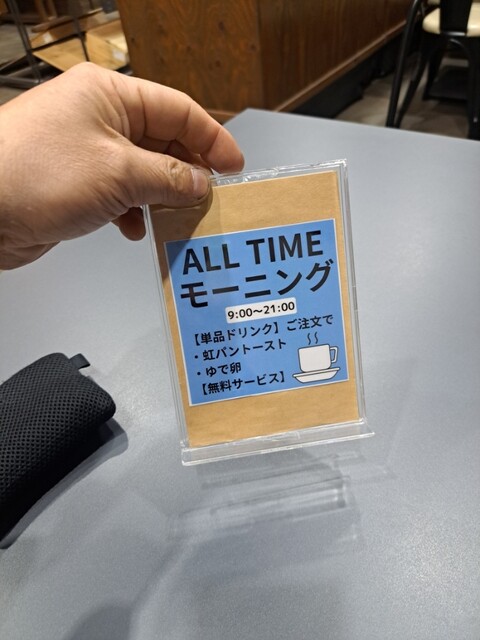 ALL TIME
モーニング
9:00〜21:00
【単品ドリンク】ご注文で
・虹パントースト
・ゆで卵
【無料サービス】